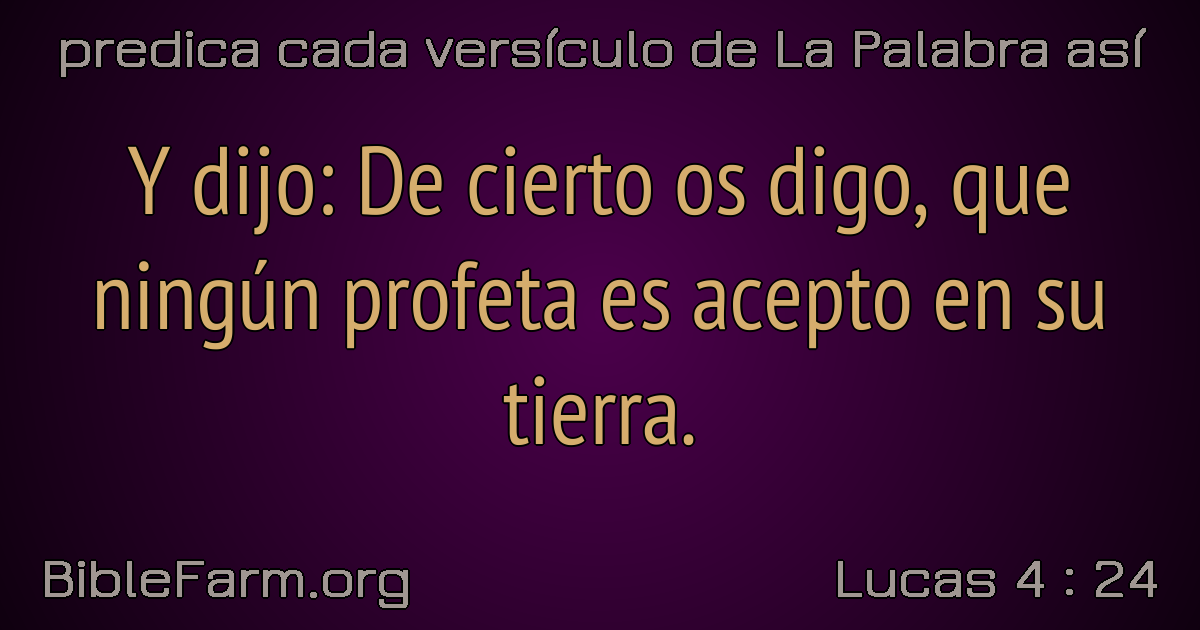 predica cada versículo de La Palabra así
Y dijo: De cierto os digo, que
ningún profeta es acepto en su
tierra.
BibleFarm.org
Lucas 4 : 24